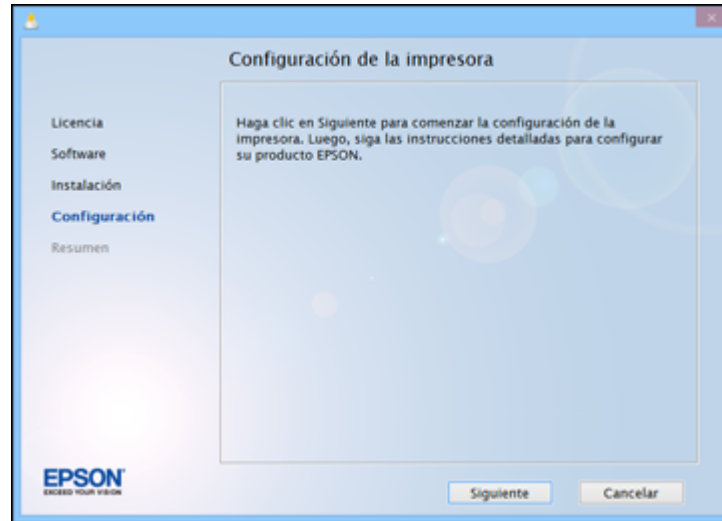 Configuración de la impresora
Licencia
Software
Instalación
Configuración
Resumen
Haga clic en Siguiente para comenzar la configuración de la
impresora. Luego, siga las instrucciones detalladas para configurar
su producto EPSON.
EPSON
EXCEED YOUR VISION
Siguiente
Cancelar